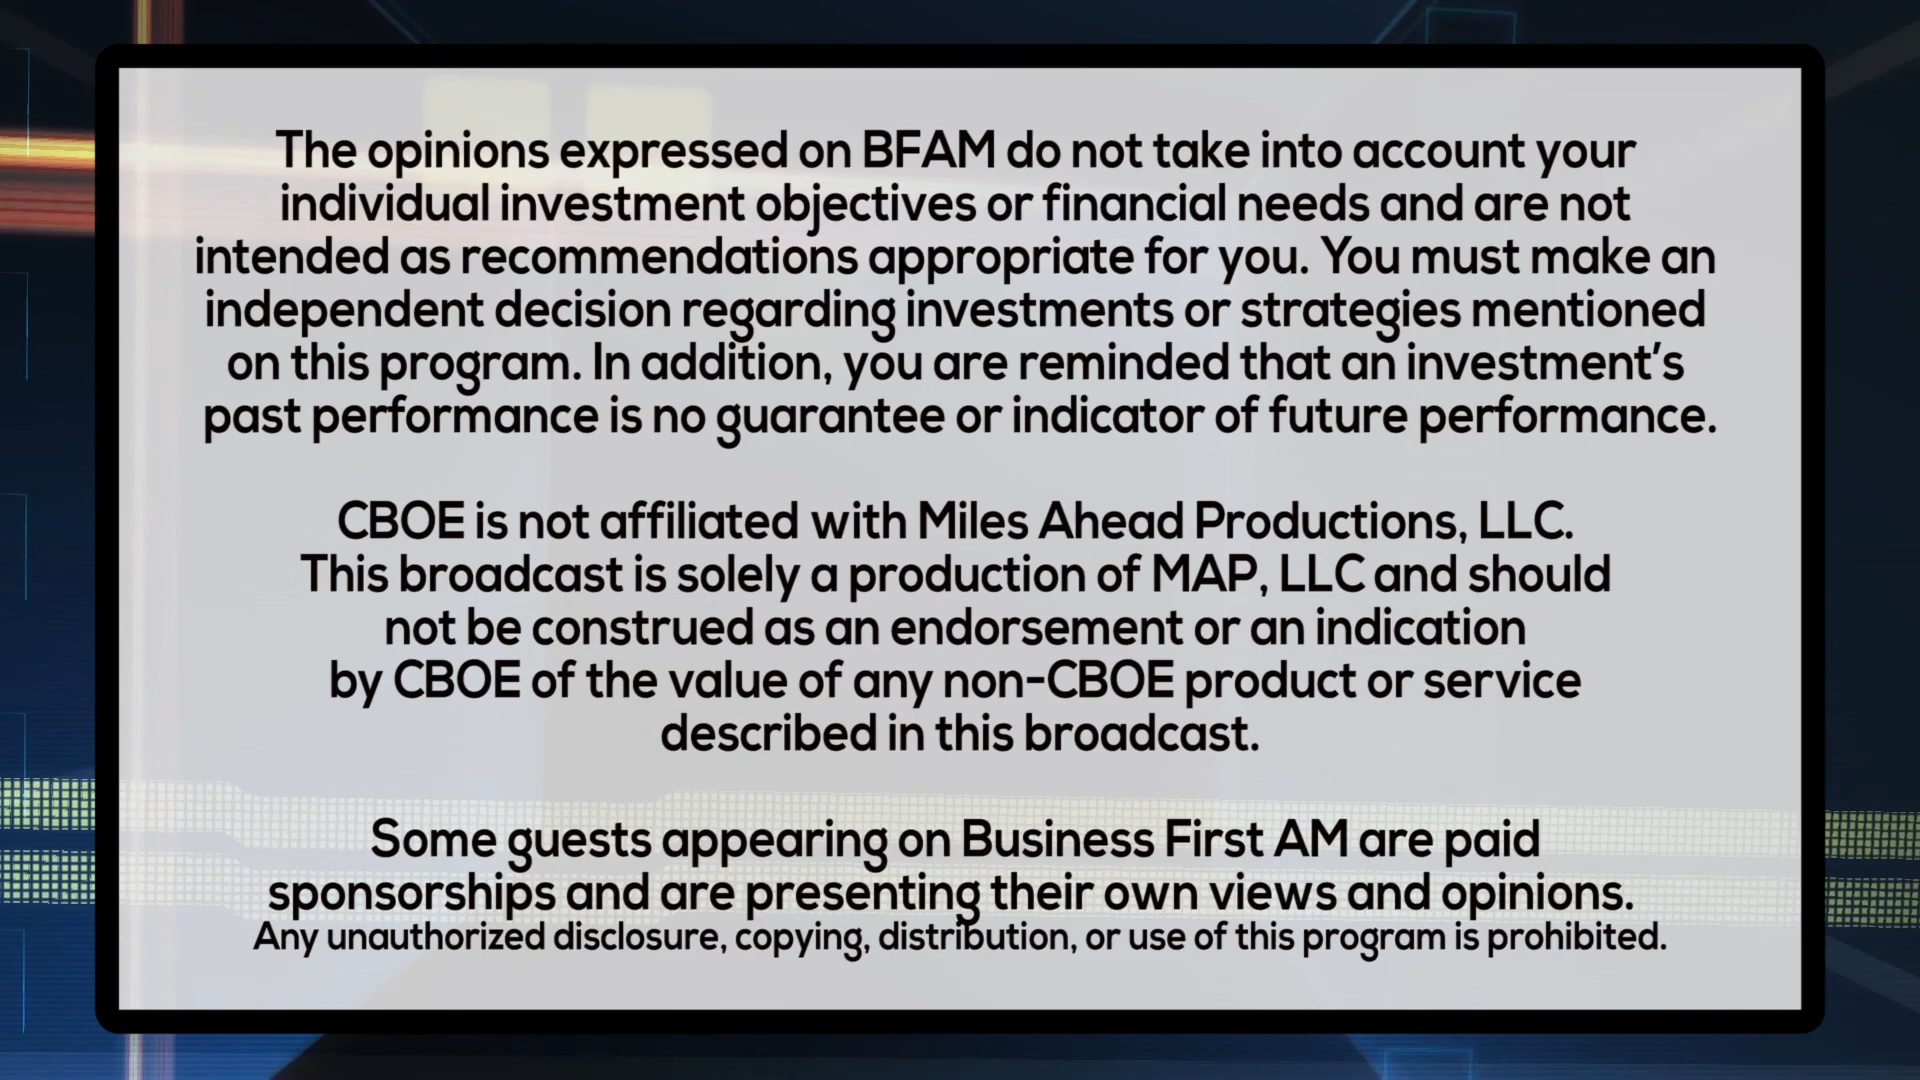 The opinions expressed on BFAM do not take into account your
individual investment objectives or financial needs and are not
intended as recommendations appropriate for you. You must make an
independent decision regarding investments or strategies mentioned
on this program. In addition, you are reminded that an investment’s
past performance is no guarantee or indicator of future performance.
CBOE is not affiliated with Miles Ahead Productions, LLC.
This broadcast is solely a production of MAP, LLC and should
not be construed as an endorsement or an indication
by CBOE of the value of any non-CBOE product or service
described in this broadcast.
Some guests appearing on Business First AM are paid
sponsorships and are presenting their own views and opinions.
Any unauthorized disclosure, copying, distribution, or use of this program is prohibited.